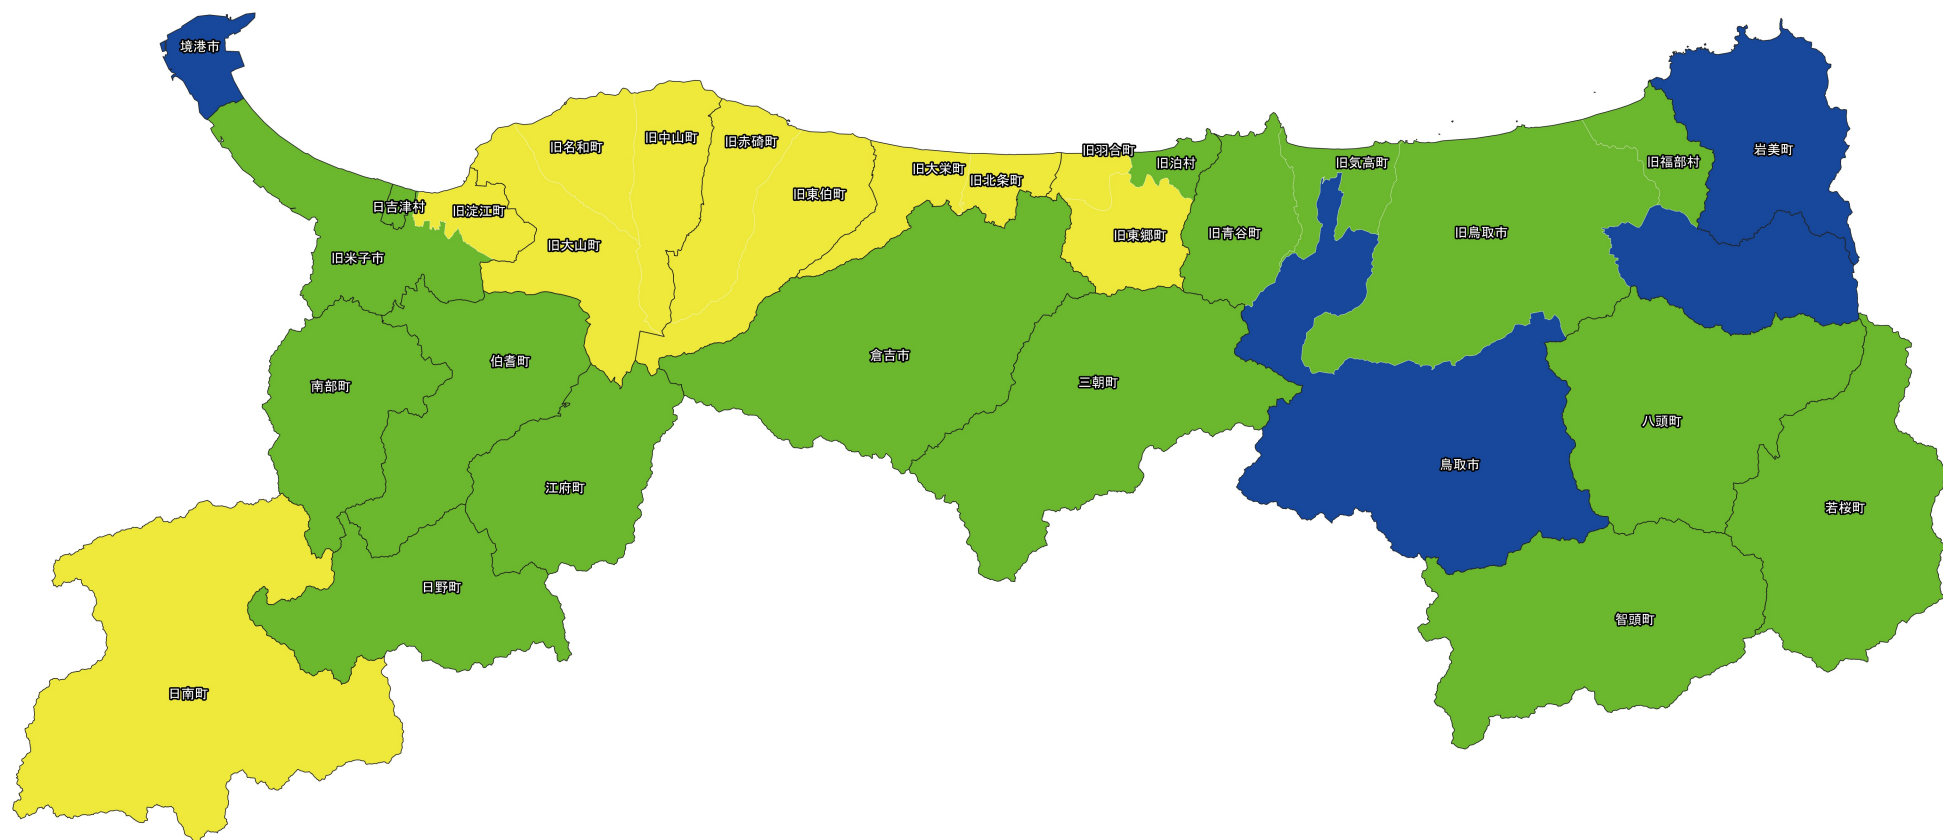 境港市
旧中山町
旧赤碕町
旧名和町
旧羽合町
岩美町
旧泊村
旧気高町
旧福部村
旧大栄町
旧北条町
旧東伯町
日吉津村
旧淀江町
旧青谷町
旧鳥取市
旧東郷町
旧大山町
旧米子市
倉吉市
伯耆町
三朝町
南部町
八頭町
鳥取市
江府町
若桜町
日野町
智頭町
日南町